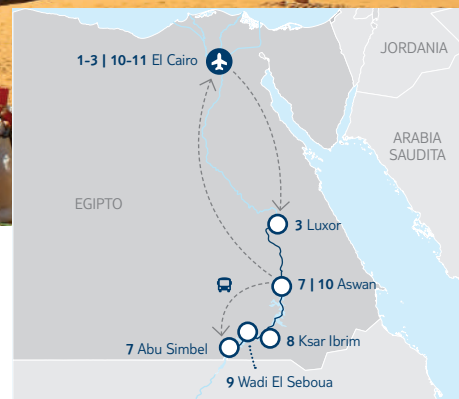 JORDANIA
1-3 | 10-11 El Cairo
ARABIA
SAUDITA
EGIPTO
3 Luxor
7 | 10 Aswan
8 Ksar Ibrim
7 Abu Simbel
9 Wadi El Seboua